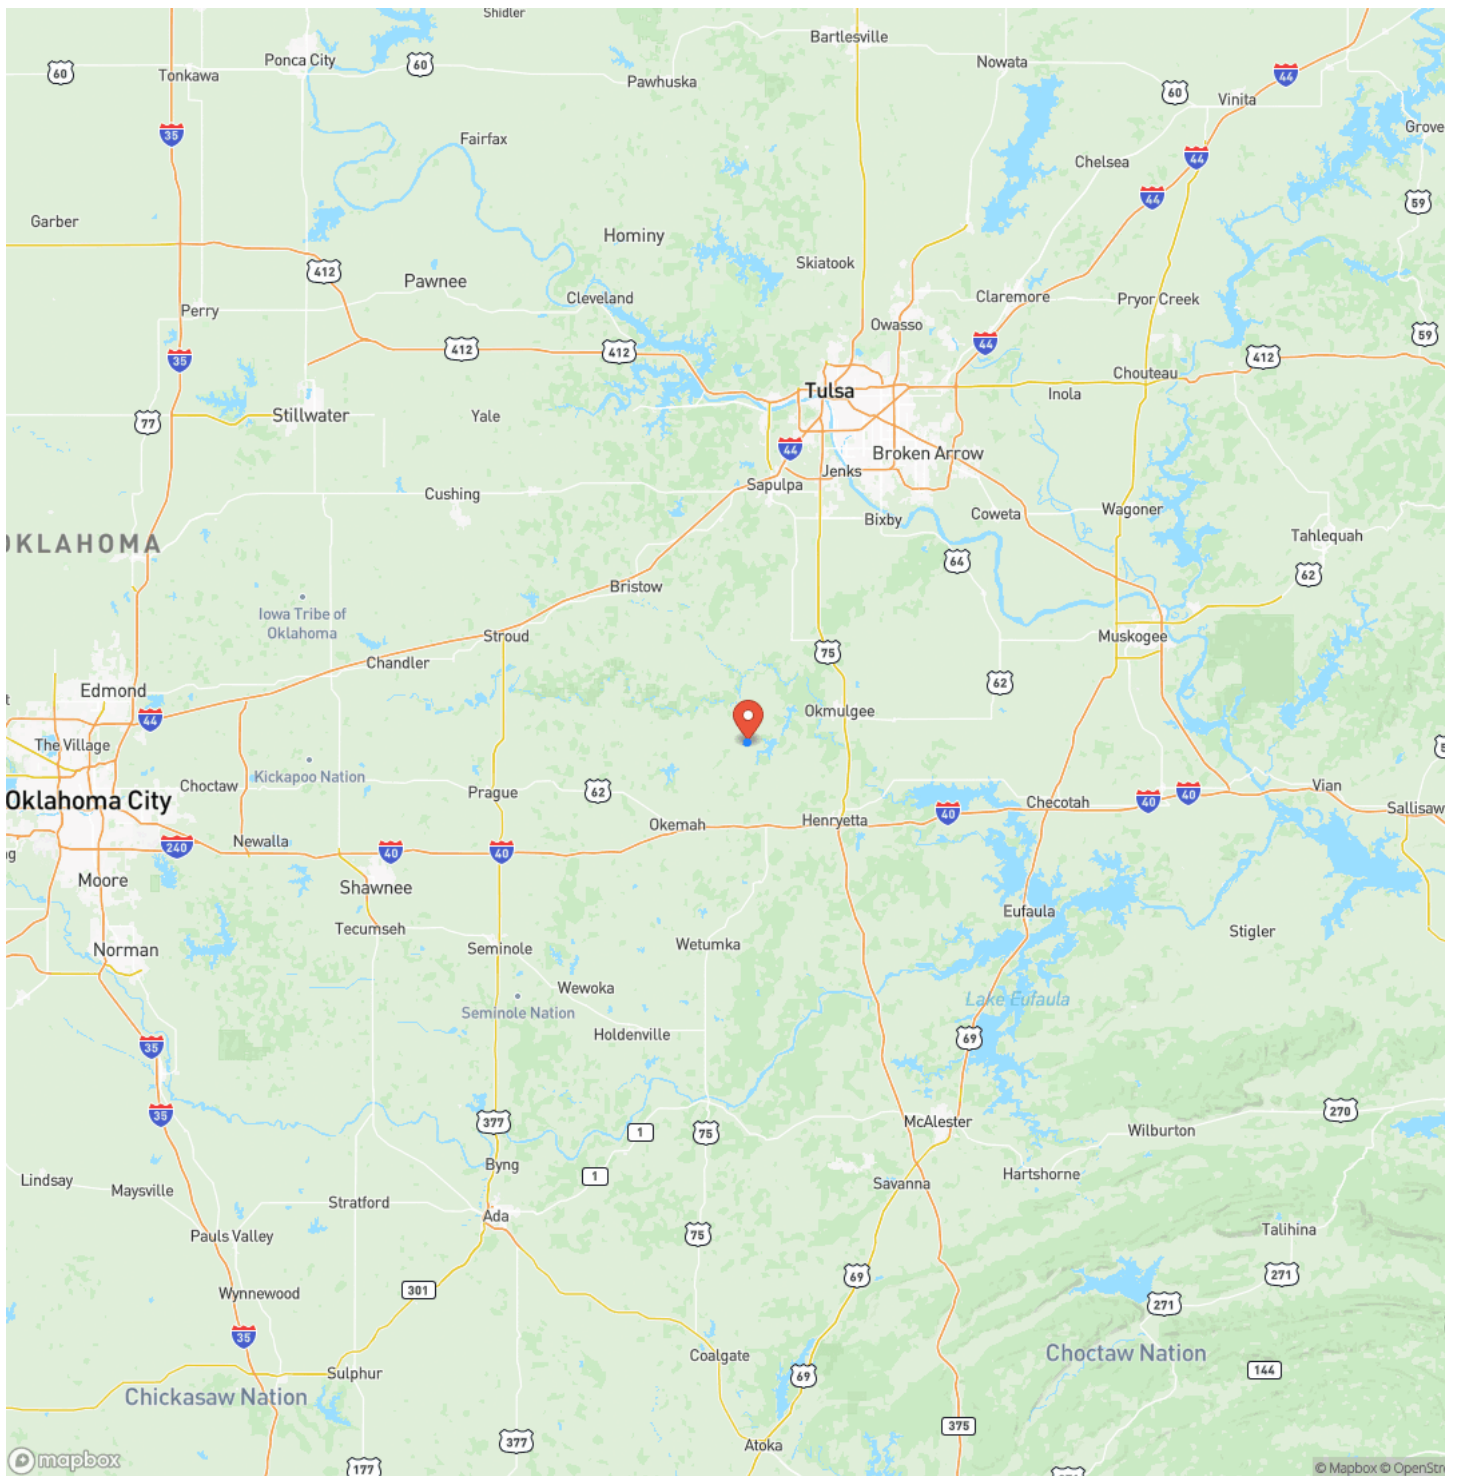 Shidler
Bartlesville
Ponca City
60
60
Tonkawa
Pawhuska
Nowata
44
60
Vinita
35
Fairfax
Grove
Chelsea
44
44
59
Garber
Hominy
412
Pawnee
Skiatook
Cleveland
Claremore
Pryor Creek
Perry
Owasso
59
35
412
412
44
412
Chouteau
Tulsa
Inola
77
Stillwater
Yale
44
Broken Arrow
Jenks
Sapulpa
Cushing
Wagoner
Coweta
Bixby
Tahlequah
OKLAHOMA
64
62
Bristow
Iowa Tribe of
Oklahoma
Stroud
Muskogee
75
Chandler
62
Edmond
44
Okmulgee
The Village
Kickapoo Nation
Choctaw
Oklahoma City
Prague
62
Checotah
40
40
Vian
Sallisaw
Okemah
Henryetta
40
Newalla
240
40
40
Moore
Shawnee
Eufaula
Tecumseh
Stigler
Norman
Seminole
Wetumka
Wewoka
Lake Eufaula
Seminole Nation
Holdenville
69
35
35
377
1
75
McAlester
270
Wilburton
Byng
1
Hartshorne
Lindsay
Savanna
Maysville
Stratford
Ada
Pauls Valley
75
Talihina
69
271
301
Wynnewood
271
35
Coalgate
Choctaw Nation
Sulphur
69
144
Chickasaw Nation
375
377
Atoka
mapbox
177
© Mapbox © OpenStr